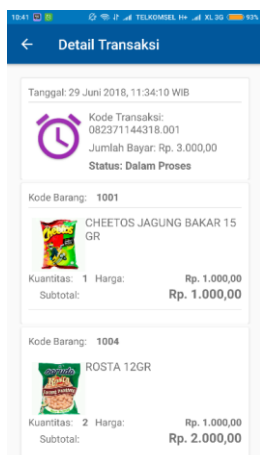 10:41 TELKOMSEL H+ XL 3G 93%
Detail Transaksi
Tanggal: 29 Juni 2018, 11:34:10 WIB
Kode Transaksi:
082371144318.001
Jumlah Bayar: Rp. 3.000,00
Status: Dalam Proses
Kode Barang: 1001
CHEETOS JAGUNG BAKAR 15
GR
Cheetos
Kuantitas: 1 Harga: Rp. 1.000,00
Subtotal: Rp. 1.000,00
Kode Barang: 1004
ROSTA 12GR
Kuantitas: 2 Harga: Rp. 1.000,00
Subtotal: Rp. 2.000,00